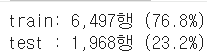 train: 6,497행 (76.8%)
test : 1,968행 (23.2%)